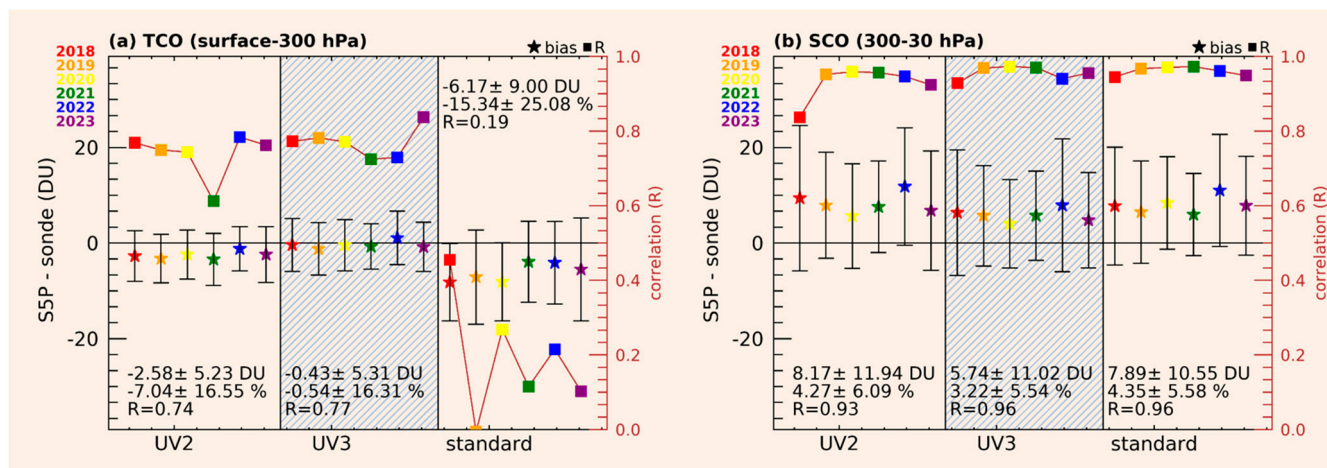 (a) TCO (surface-300 hPa)
★ bias ■ R
2018
2019
2020
2021
2022
2023
S5P - sonde (DU)
20
0
-20
-6.17± 9.00 DU
-15.34± 25.08 %
R=0.19
-2.58± 5.23 DU
-7.04± 16.55 %
R=0.74
-0.43± 5.31 DU
-0.54± 16.31 %
R=0.77
UV2
UV3
standard
1.0
0.8
0.6
0.4
0.2
0.0
correlation (R)
(b) SCO (300-30 hPa)
★ bias ■ R
2018
2019
2020
2021
2022
2023
S5P - sonde (DU)
20
0
-20
8.17± 11.94 DU
4.27± 6.09 %
R=0.93
5.74± 11.02 DU
3.22± 5.54 %
R=0.96
7.89± 10.55 DU
4.35± 5.58 %
R=0.96
UV2
UV3
standard
1.0
0.8
0.6
0.4
0.2
0.0
correlation (R)